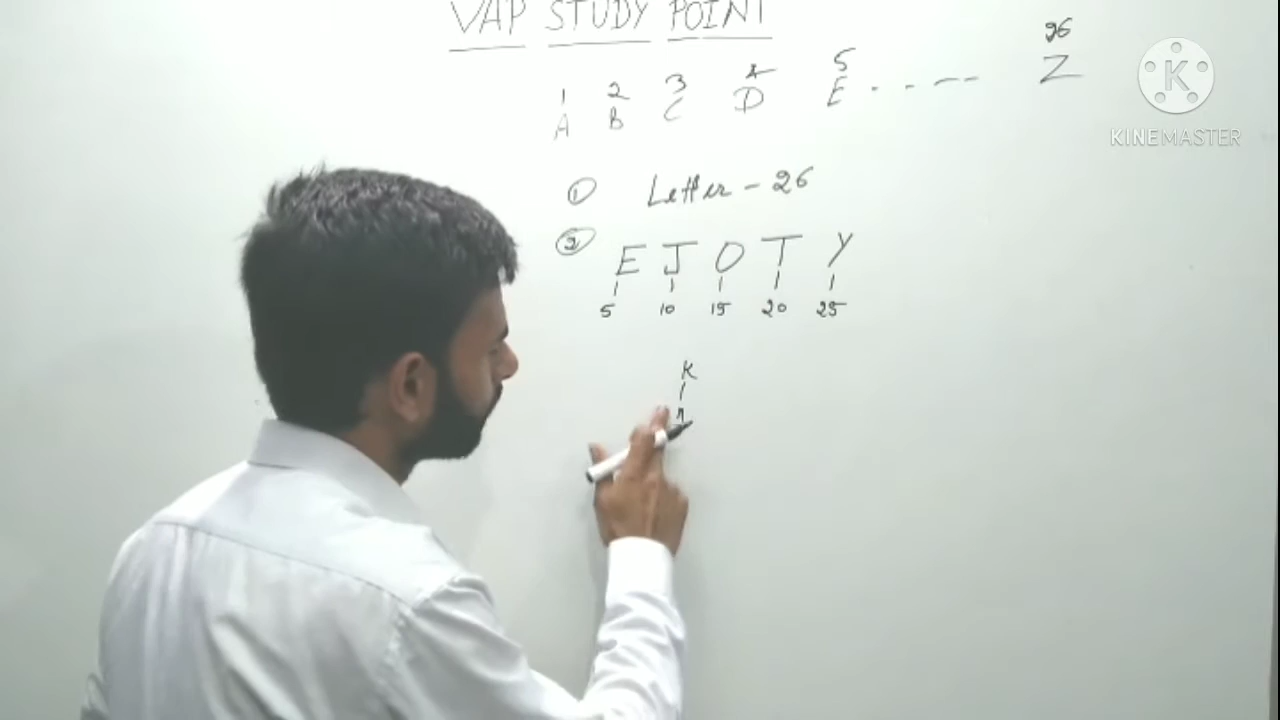 VAP STUDY POINT
1 2 3 4 5 26
A B C D E . - - - - Z
① Letter - 26
② E J O T Y
5 10 15 20 25
K
K
KINEMASTER